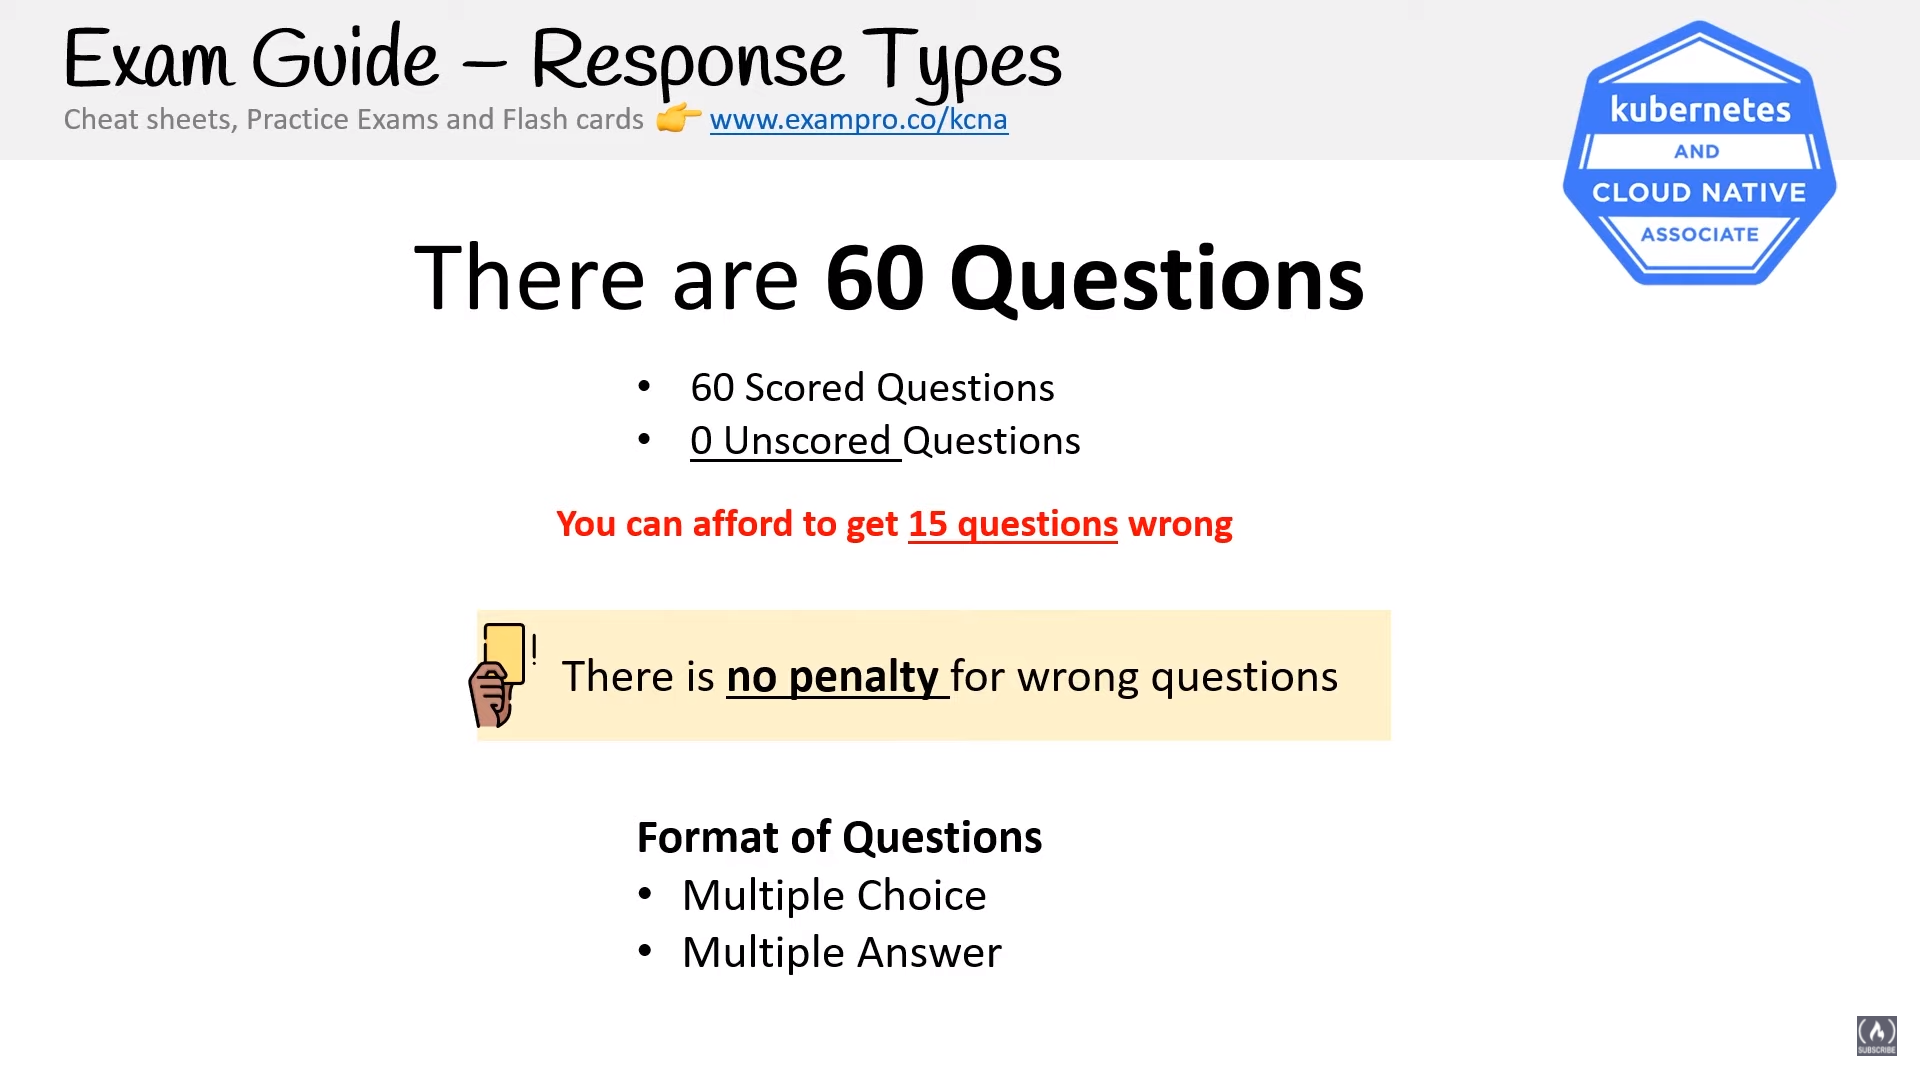 Exam Guide – Response Types
Cheat sheets, Practice Exams and Flash cards 👉 www.exampro.co/kcna
kubernetes
AND
CLOUD NATIVE
ASSOCIATE
There are 60 Questions
• 60 Scored Questions
• 0 Unscored Questions
You can afford to get 15 questions wrong
There is no penalty for wrong questions
Format of Questions
• Multiple Choice
• Multiple Answer
SUBSCRIBE